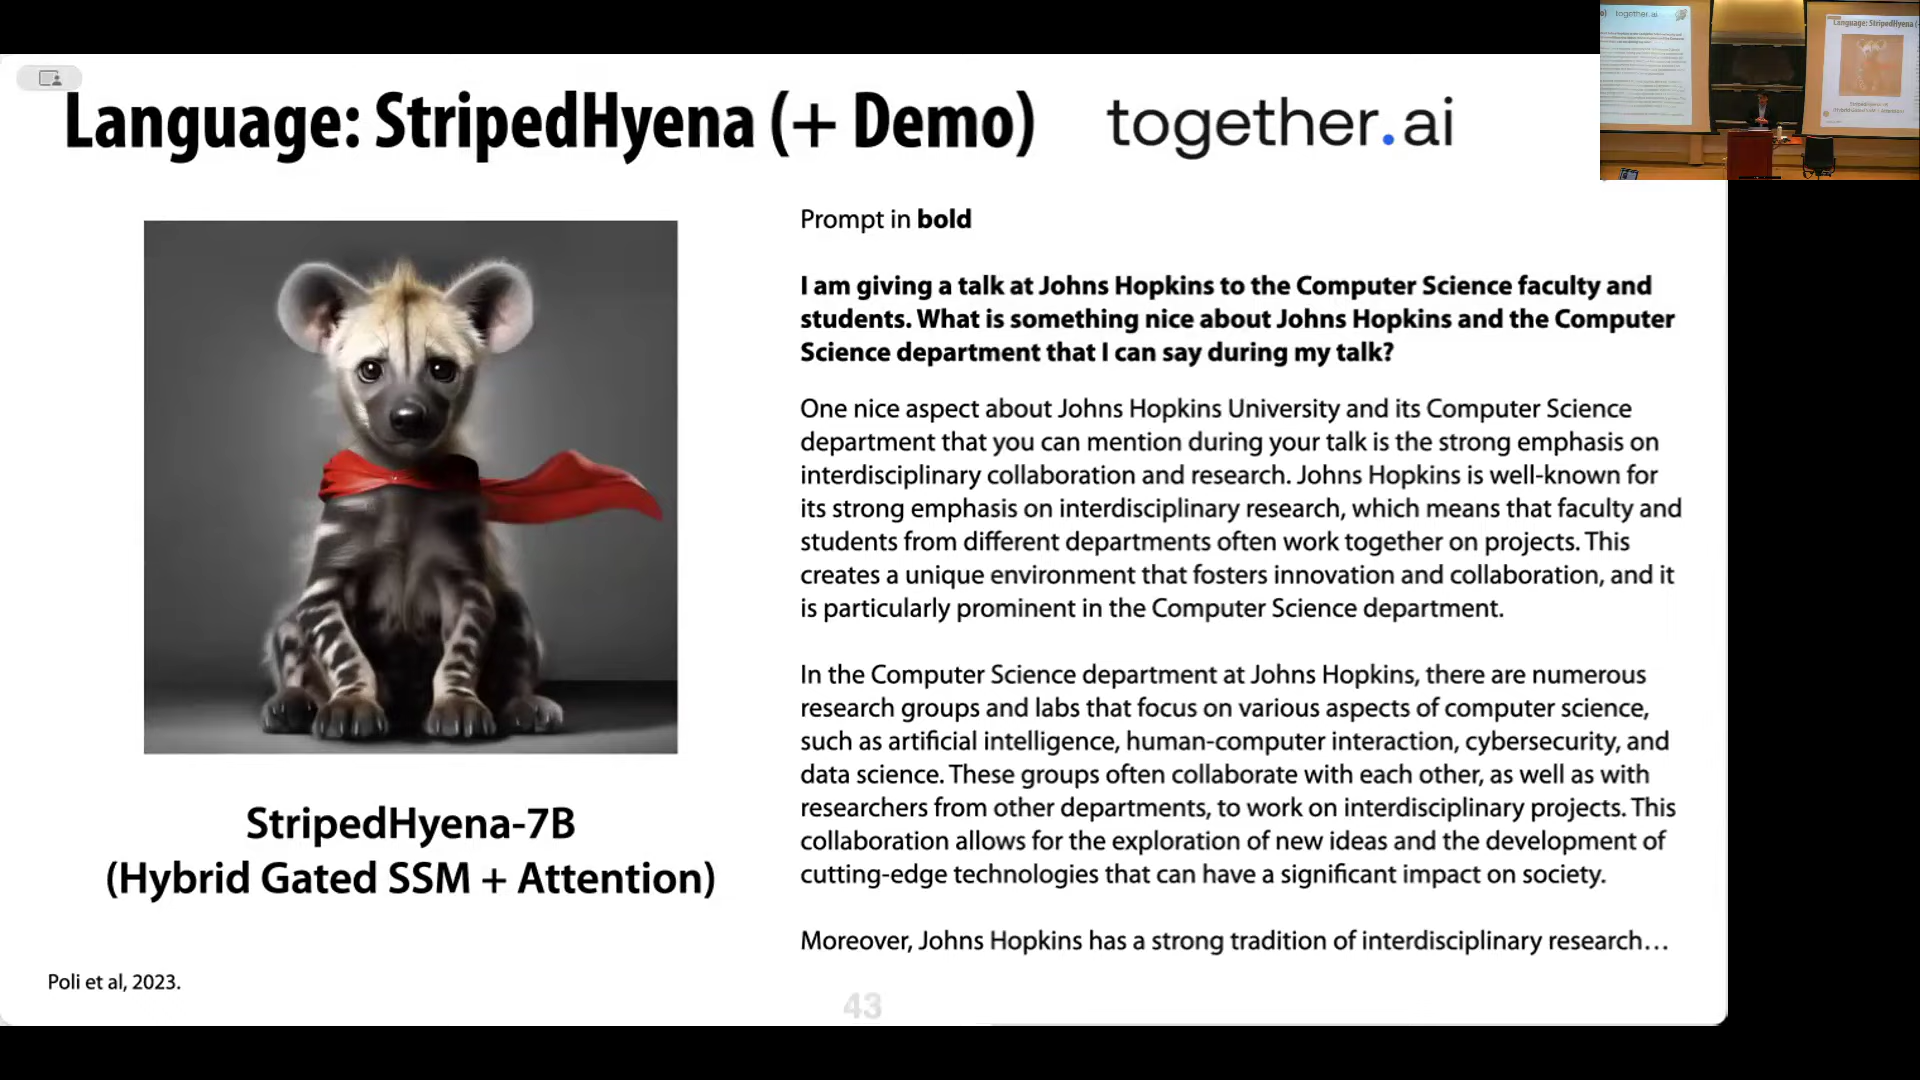 Language: StripedHyena (+ Demo)
together.ai
Prompt in bold
I am giving a talk at Johns Hopkins to the Computer Science faculty and
students. What is something nice about Johns Hopkins and the Computer
Science department that I can say during my talk?
One nice aspect about Johns Hopkins University and its Computer Science
department that you can mention during your talk is the strong emphasis on
interdisciplinary collaboration and research. Johns Hopkins is well-known for
its strong emphasis on interdisciplinary research, which means that faculty and
students from different departments often work together on projects. This
creates a unique environment that fosters innovation and collaboration, and it
is particularly prominent in the Computer Science department.
In the Computer Science department at Johns Hopkins, there are numerous
research groups and labs that focus on various aspects of computer science,
such as artificial intelligence, human-computer interaction, cybersecurity, and
data science. These groups often collaborate with each other, as well as with
researchers from other departments, to work on interdisciplinary projects. This
collaboration allows for the exploration of new ideas and the development of
cutting-edge technologies that can have a significant impact on society.
Moreover, Johns Hopkins has a strong tradition of interdisciplinary research…
StripedHyena-7B
(Hybrid Gated SSM + Attention)
Poli et al, 2023.
43
together.ai
Language: StripedHyena (+